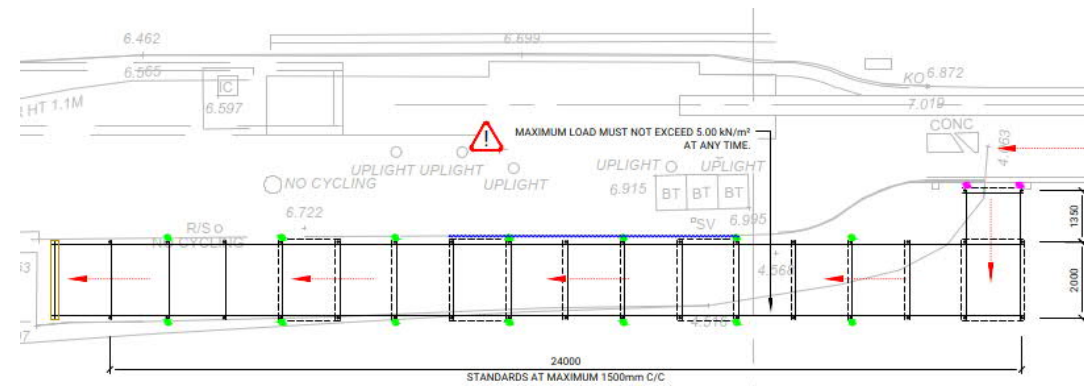 6.462
6.699
6.565
IC
6.597
HT 1.1M
KO 6.872
7.019
CONC
4.063
MAXIMUM LOAD MUST NOT EXCEED 5.00 kN/m²
AT ANY TIME.
!
UPLIGHT UPLIGHT
UPLIGHT
UPLIGHT UPLIGHT
NO CYCLING
6.915
BT BT BT
6.722
SV 6.995
R/S
NO CYCLING
4.568
4.516
1350
2000
24000
STANDARDS AT MAXIMUM 1500mm C/C